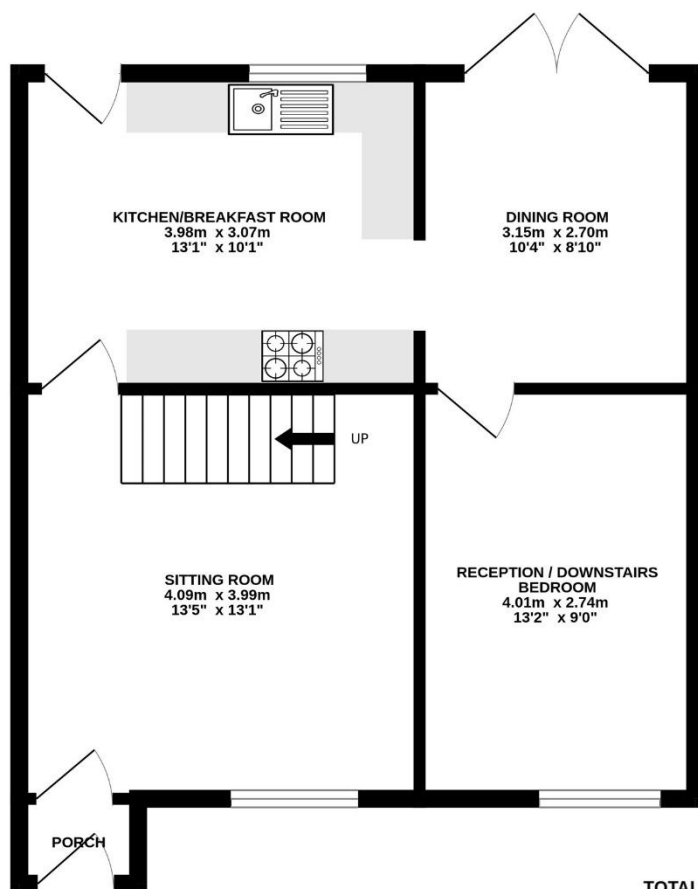 KITCHEN/BREAKFAST ROOM
3.98m x 3.07m
13'1" x 10'1"
DINING ROOM
3.15m x 2.70m
10'4" x 8'10"
UP
SITTING ROOM
4.09m x 3.99m
13'5" x 13'1"
RECEPTION / DOWNSTAIRS
BEDROOM
4.01m x 2.74m
13'2" x 9'0"
PORCH
TOTAL